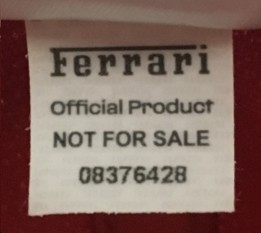 Ferrari
Official Product
NOT FOR SALE
08376428